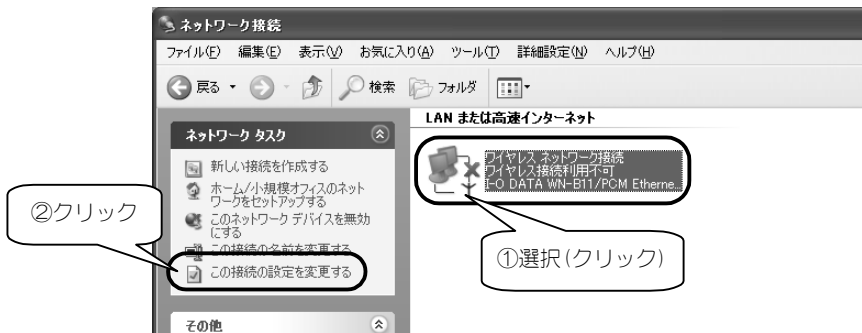 ネットワーク接続
ファイル(F) 編集(E) 表示(V) お気に入り(A) ツール(T) 詳細設定(N) ヘルプ(H)
戻る 検索 フォルダ
LAN または高速インターネット
ネットワーク タスク
新しい接続を作成する
ホーム/小規模オフィスのネット
ワークをセットアップする
このネットワーク デバイスを無効
にする
この接続の名前を変更する
この接続の設定を変更する
その他
ワイヤレス ネットワーク接続
ワイヤレス接続利用不可
I-O DATA WN-B11/PCM Etherne...
②クリック
①選択(クリック)